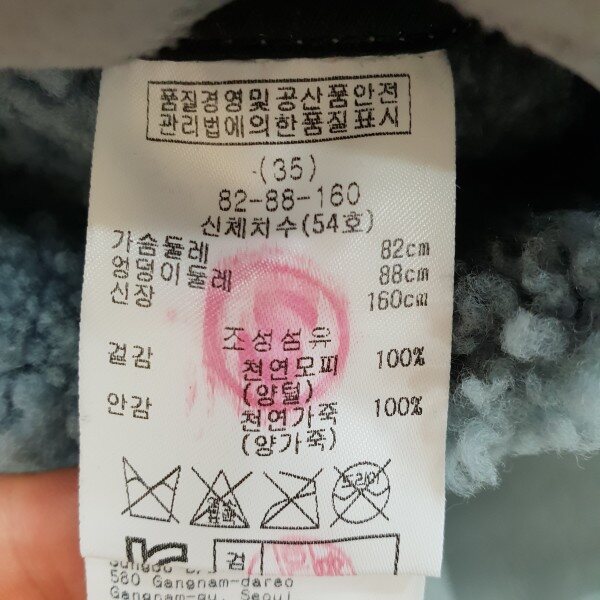 품질경영및공산품안전
관리법에의한품질표시
(35)
82-88-160
신체치수(54호)
가슴둘레 82cm
엉덩이둘레 88cm
신장 160cm
조성섬유
겉감 천연모피 100%
(양털)
안감 천연가죽 100%
(양가죽)
드라이
검
580 Gangnam-darao
Gangnam-gu, Seoul